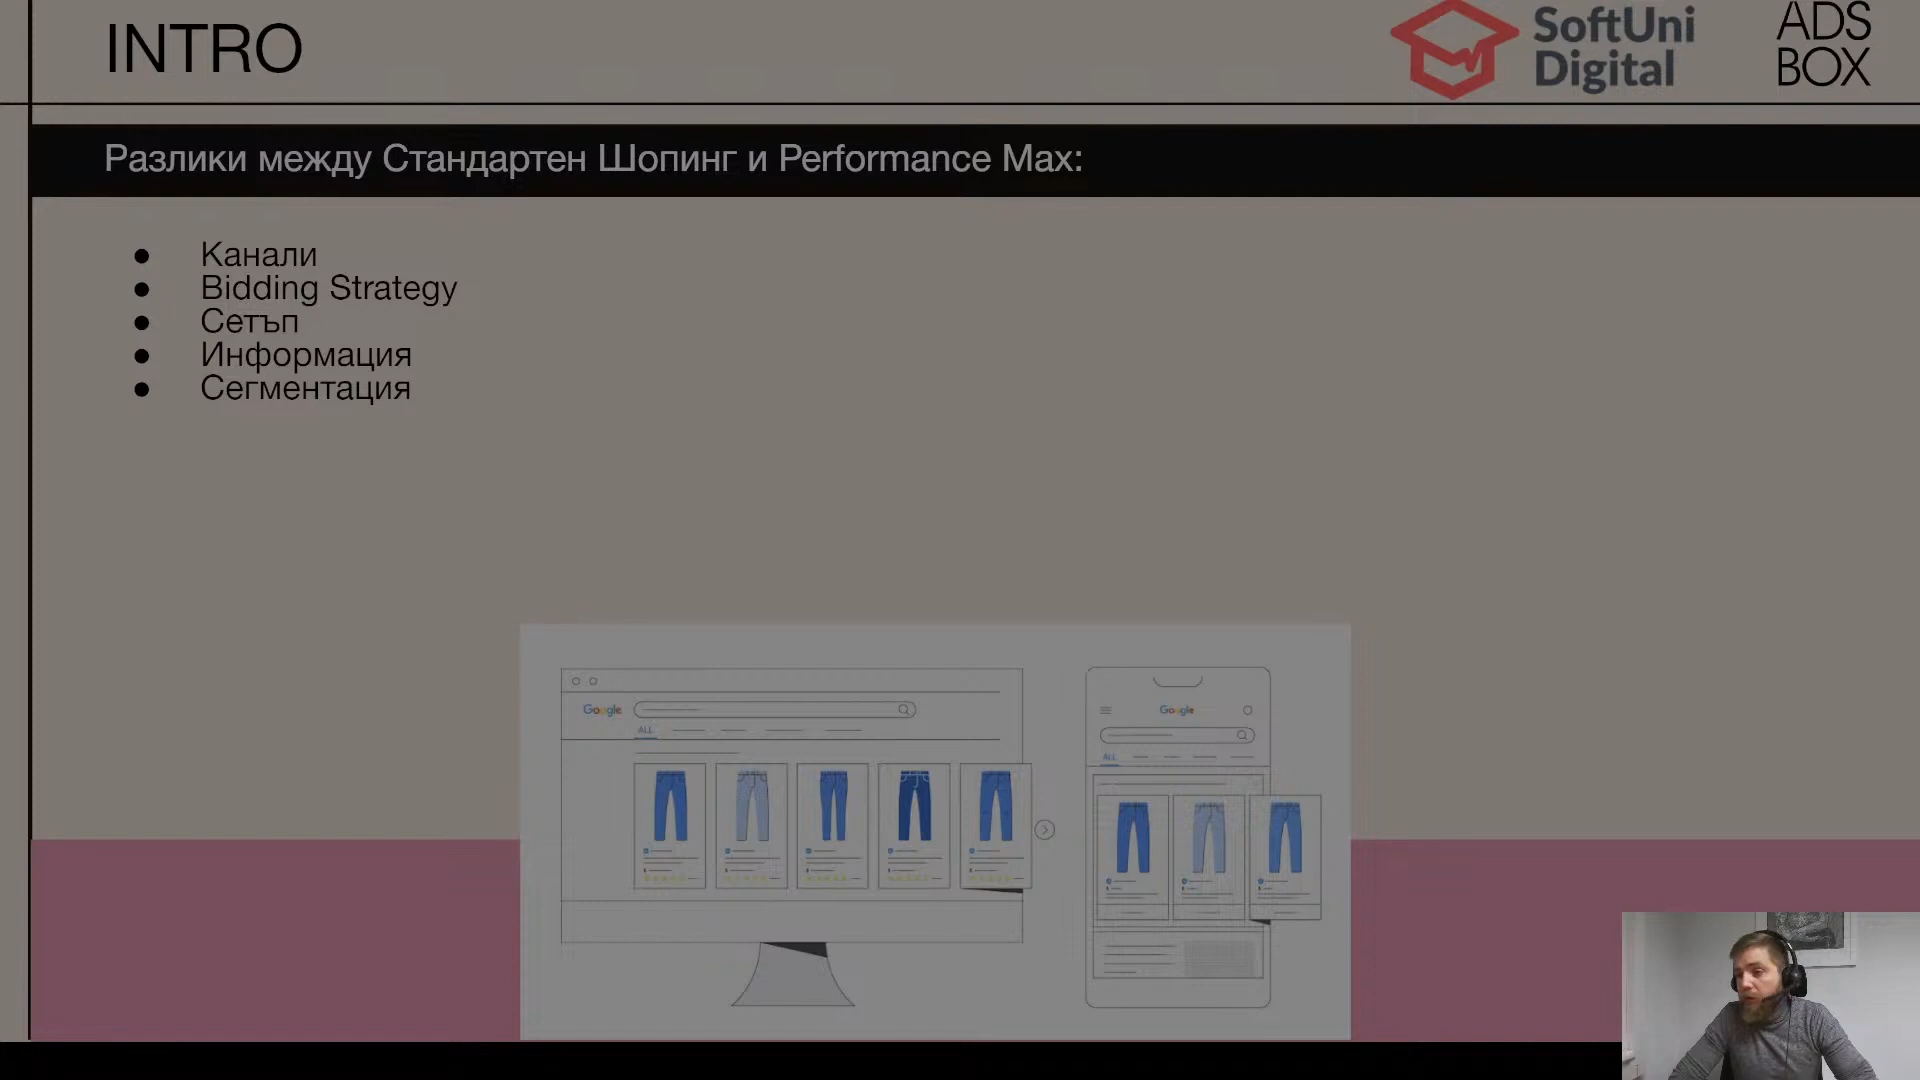 INTRO
SoftUni
Digital
ADS
BOX
Разлики между Стандартен Шопинг и Performance Max:
● Канали
● Bidding Strategy
● Сетъп
● Информация
● Сегментация
Google
ALL
Google
ALL